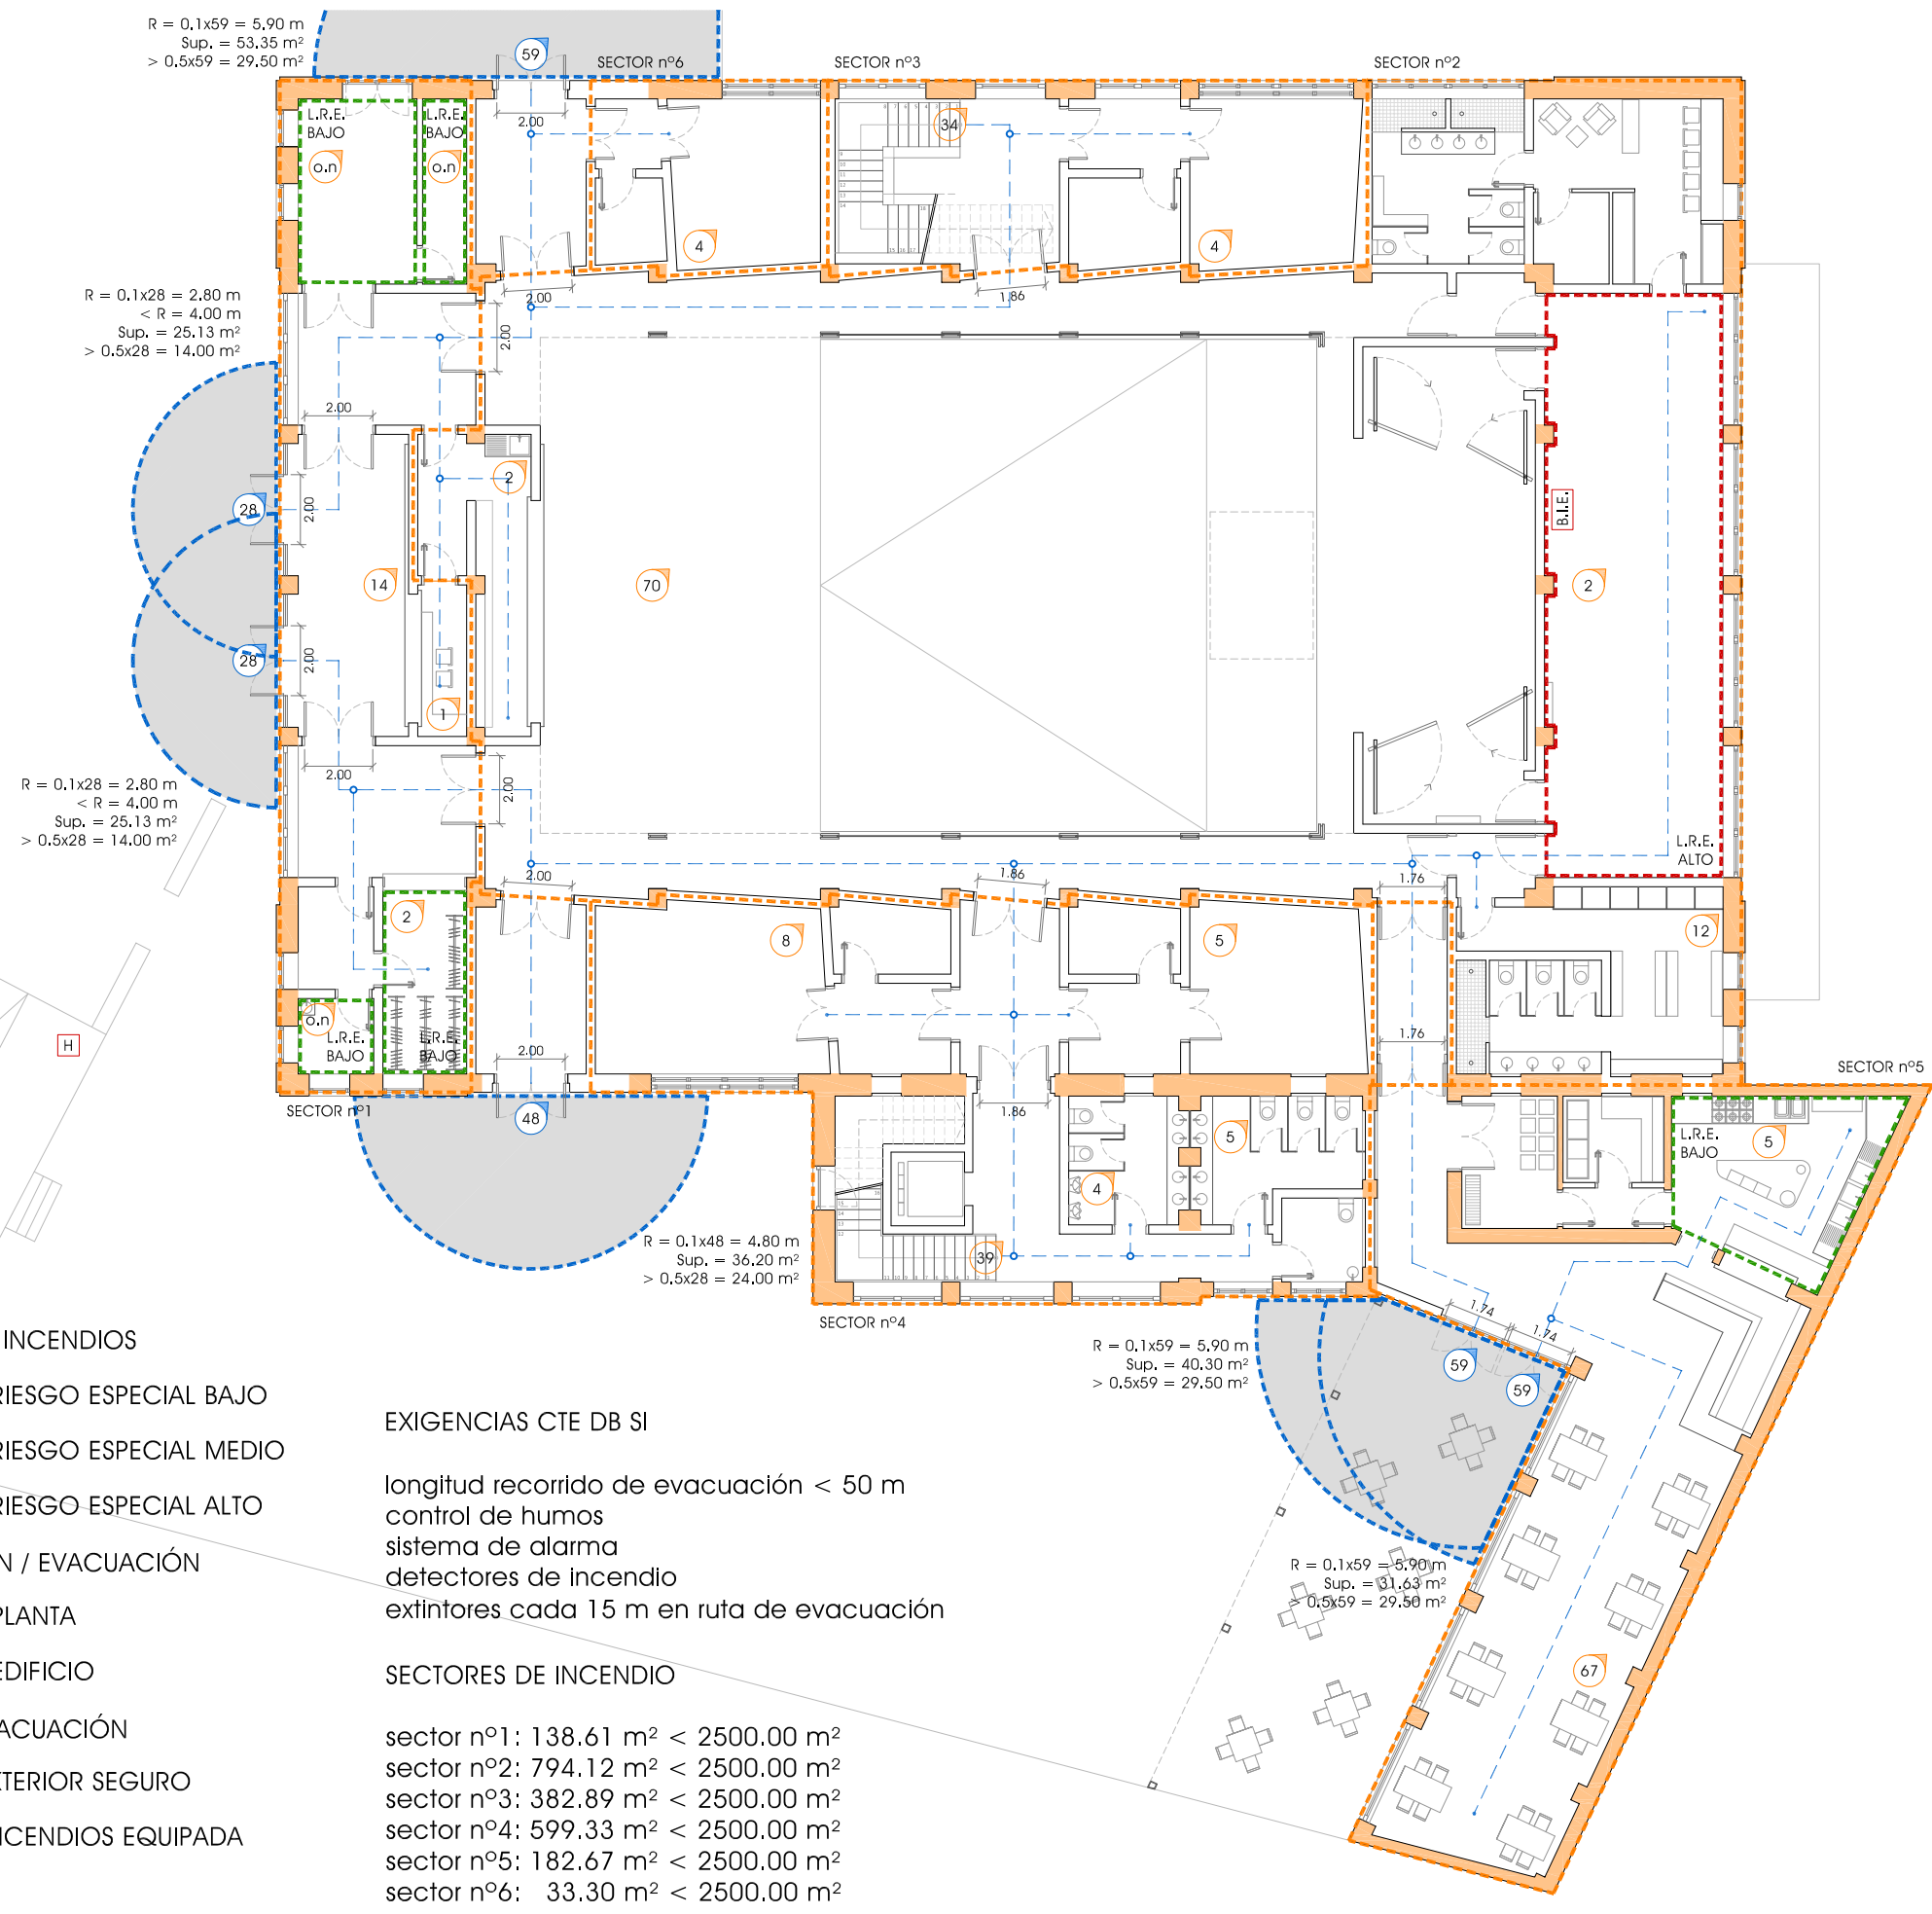 R = 0.1x59 = 5.90 m
Sup. = 53.35 m²
> 0.5x59 = 29.50 m²
59
SECTOR nº6
SECTOR nº3
SECTOR nº2
L.R.E.
BAJO
o.n
L.R.E.
BAJO
o.n
2.00
34
4
4
2.00
1.86
R = 0.1x28 = 2.80 m
< R = 4.00 m
Sup. = 25.13 m²
> 0.5x28 = 14.00 m²
2.00
2.00
2
28
2.00
B.I.E.
14
70
2
28
2.00
1
2.00
2.00
R = 0.1x28 = 2.80 m
< R = 4.00 m
Sup. = 25.13 m²
> 0.5x28 = 14.00 m²
L.R.E.
ALTO
2.00
1.86
1.76
2
8
5
12
o.n
L.R.E.
BAJO
L.R.E.
BAJO
H
2.00
1.76
SECTOR nº5
SECTOR nº1
48
1.86
5
L.R.E.
BAJO
5
4
39
R = 0.1x48 = 4.80 m
Sup. = 36.20 m²
> 0.5x28 = 24.00 m²
SECTOR nº4
1.74
1.74
R = 0.1x59 = 5.90 m
Sup. = 40.30 m²
> 0.5x59 = 29.50 m²
59
59
R = 0.1x59 = 5.90 m
Sup. = 31.63 m²
> 0.5x59 = 29.50 m²
67
INCENDIOS
RIESGO ESPECIAL BAJO
RIESGO ESPECIAL MEDIO
RIESGO ESPECIAL ALTO
N / EVACUACIÓN
PLANTA
EDIFICIO
ACUACIÓN
XTERIOR SEGURO
NCENDIOS EQUIPADA
EXIGENCIAS CTE DB SI
longitud recorrido de evacuación < 50 m
control de humos
sistema de alarma
detectores de incendio
extintores cada 15 m en ruta de evacuación
SECTORES DE INCENDIO
sector nº1: 138.61 m² < 2500.00 m²
sector nº2: 794.12 m² < 2500.00 m²
sector nº3: 382.89 m² < 2500.00 m²
sector nº4: 599.33 m² < 2500.00 m²
sector nº5: 182.67 m² < 2500.00 m²
sector nº6: 33.30 m² < 2500.00 m²